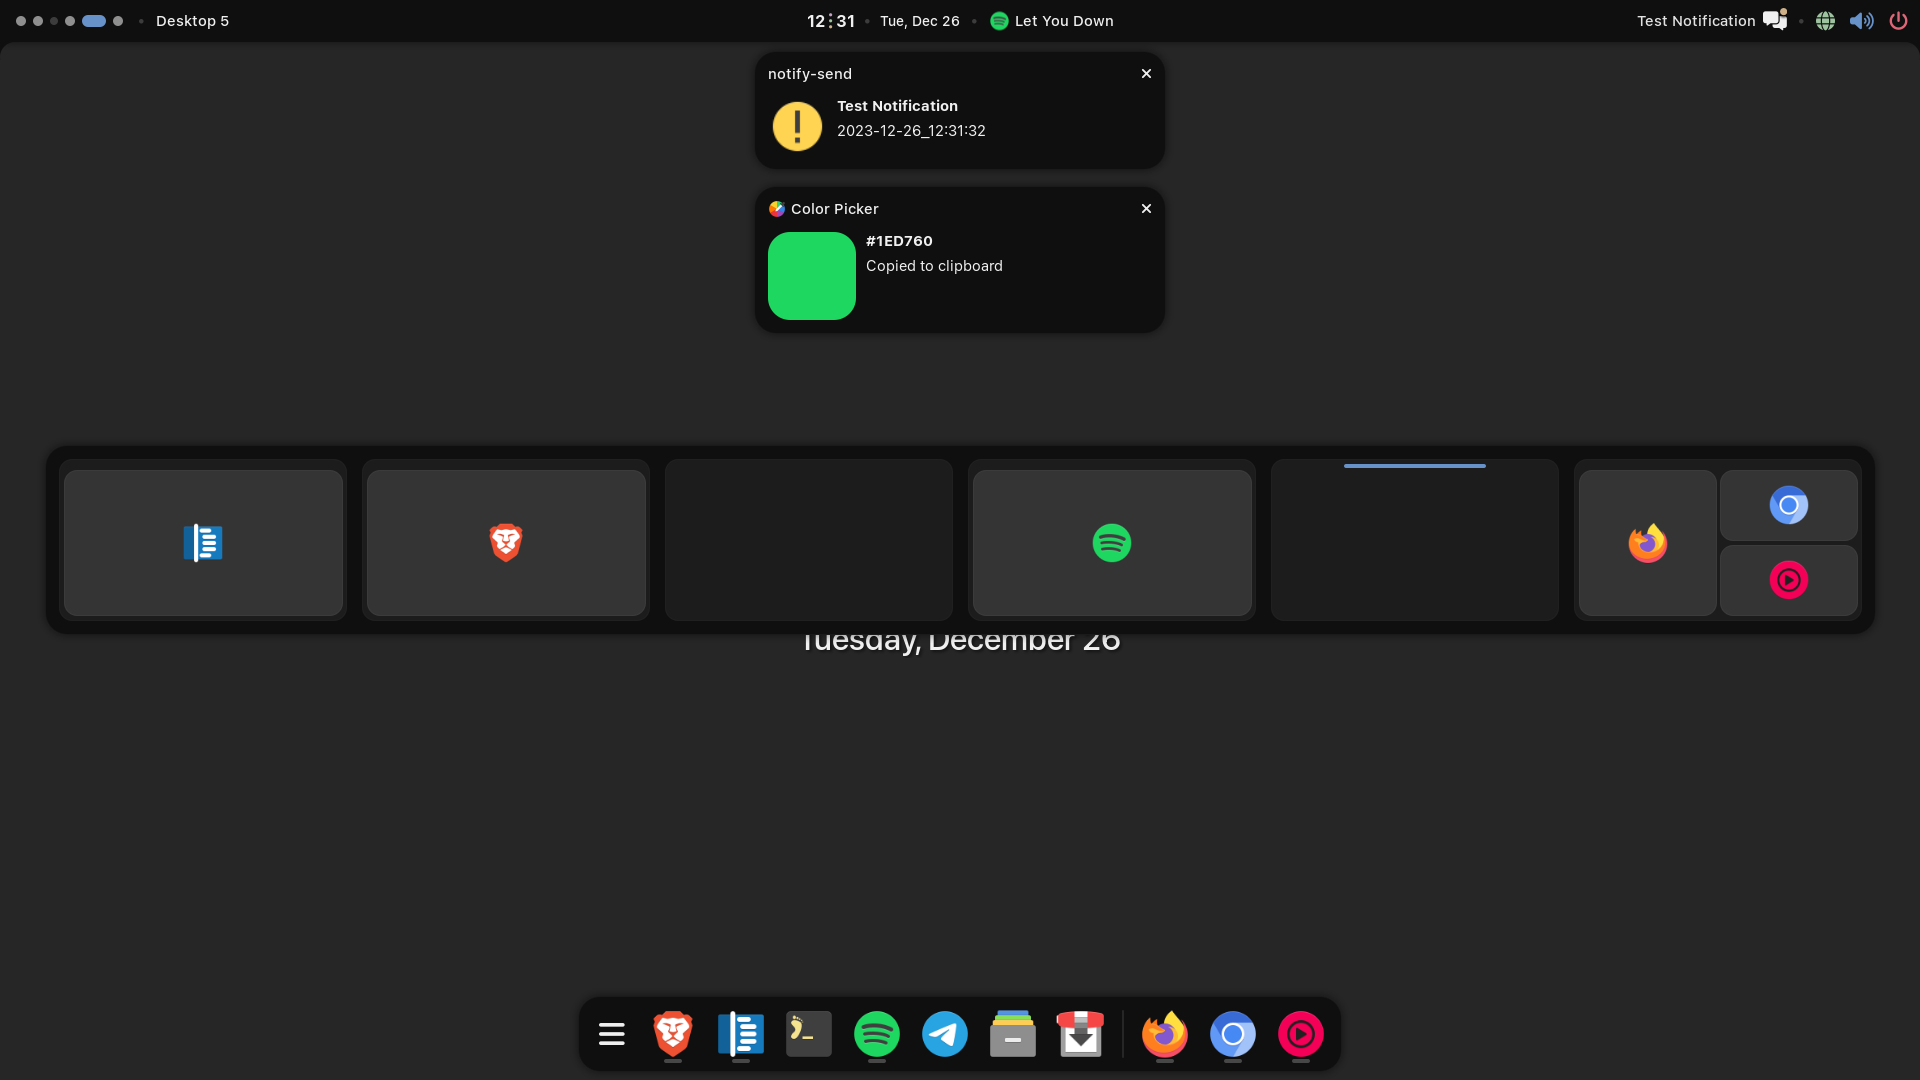 Desktop 5
12:31
Tue, Dec 26
Let You Down
Test Notification
notify-send
Test Notification
2023-12-26_12:31:32
Color Picker
#1ED760
Copied to clipboard
Tuesday, December 26